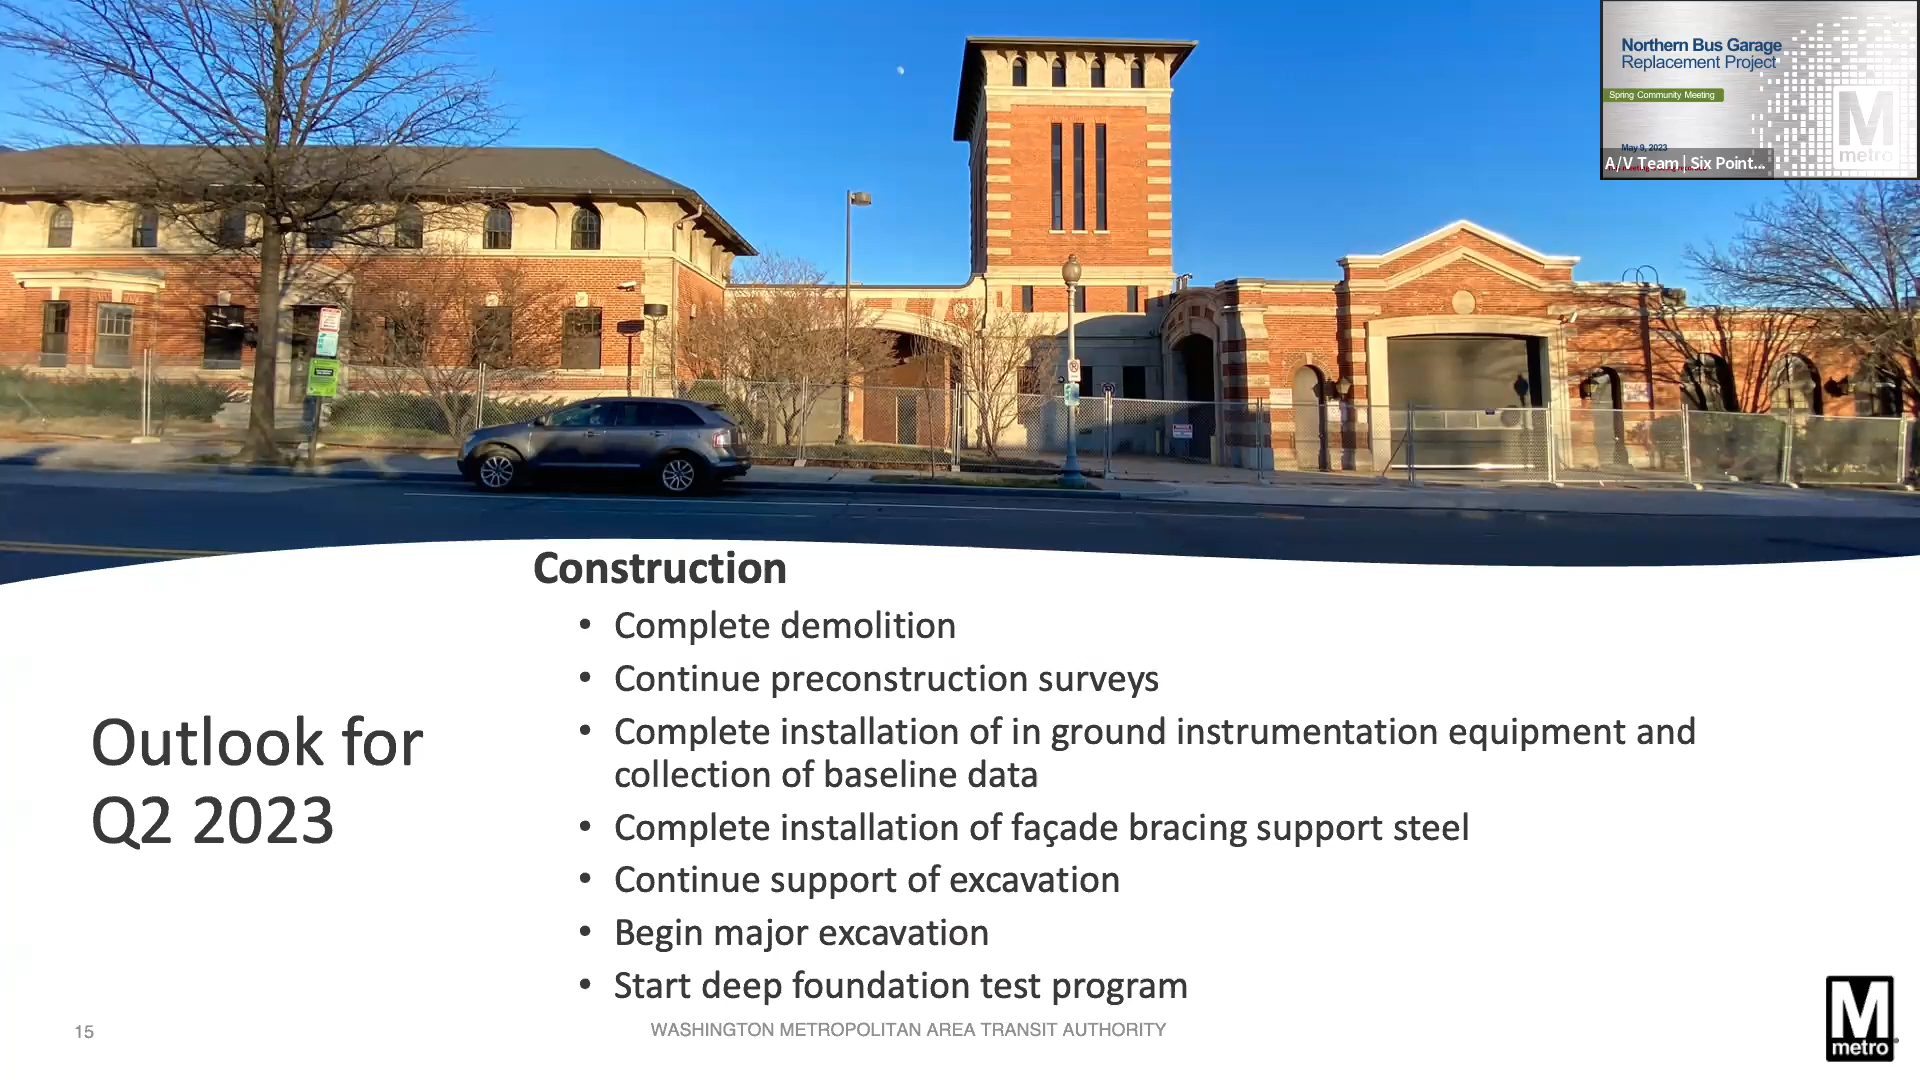 Northern Bus Garage
Replacement Project
Spring Community Meeting
May 9, 2023
A/V Team | Six Point...
M
metro
Construction
• Complete demolition
• Continue preconstruction surveys
• Complete installation of in ground instrumentation equipment and
collection of baseline data
• Complete installation of façade bracing support steel
• Continue support of excavation
• Begin major excavation
• Start deep foundation test program
Outlook for
Q2 2023
15
WASHINGTON METROPOLITAN AREA TRANSIT AUTHORITY
M
metro